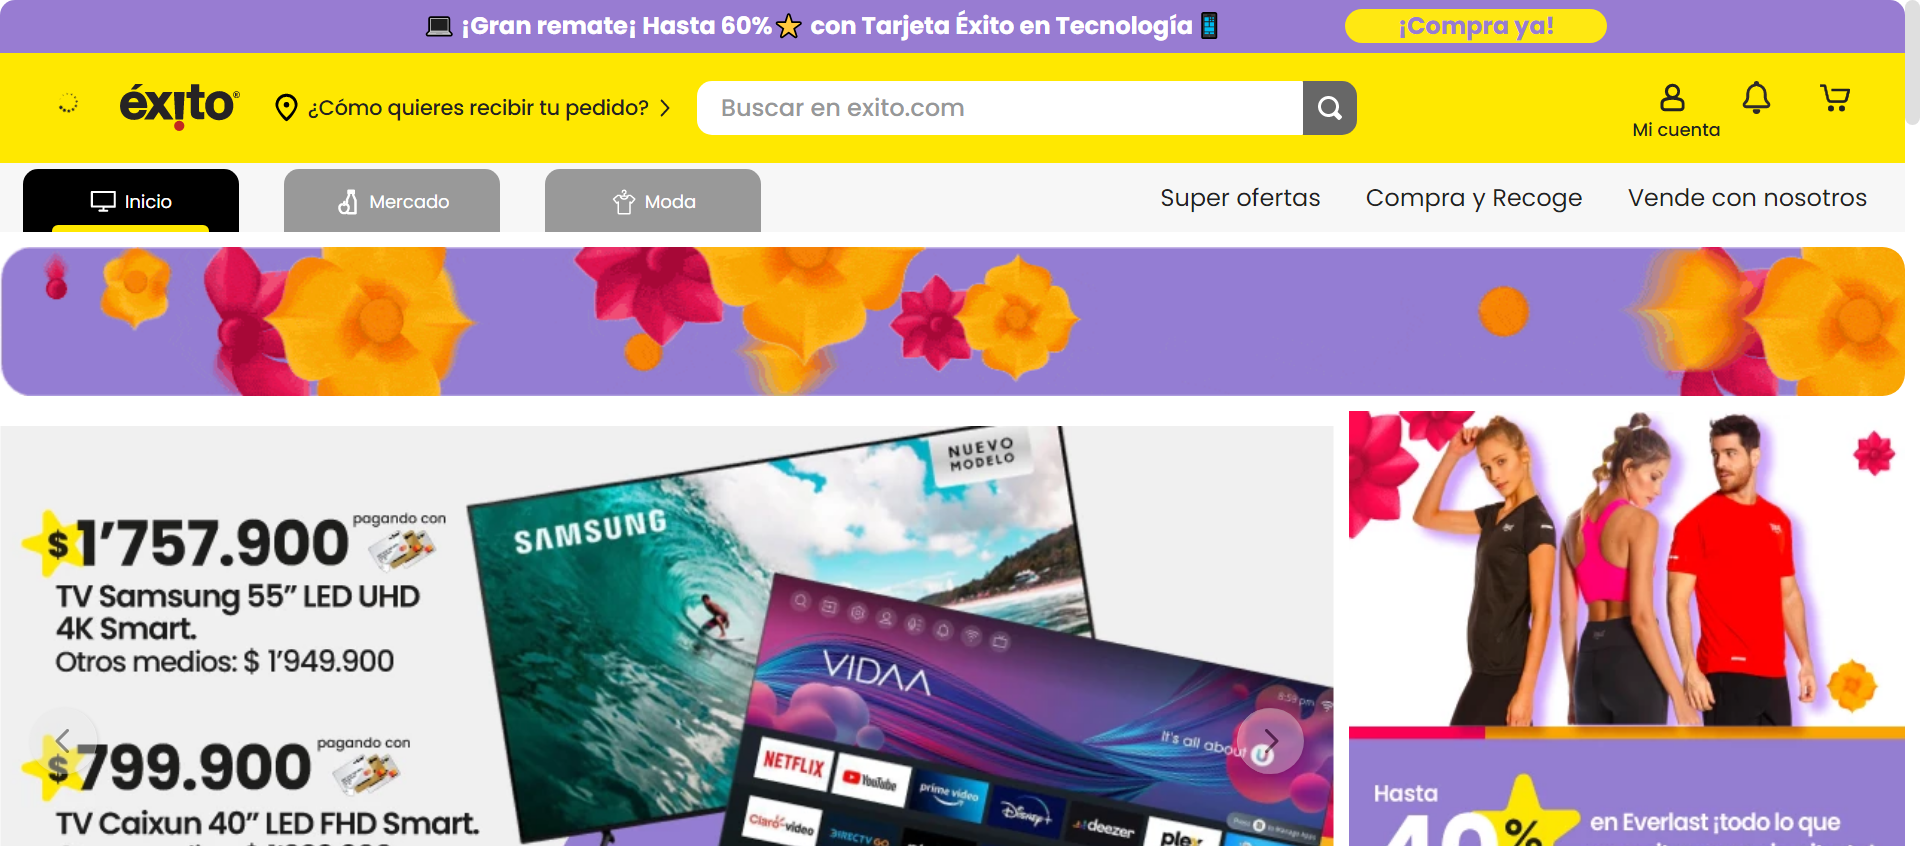 ¡Gran remate¡ Hasta 60% con Tarjeta Éxito en Tecnología
¡Compra ya!
éxito®
¿Cómo quieres recibir tu pedido?
Buscar en exito.com
Mi cuenta
Inicio
Mercado
Moda
Super ofertas
Compra y Recoge
Vende con nosotros
NUEVO
MODELO
SAMSUNG
$1'757.900
pagando con
TV Samsung 55” LED UHD
4K Smart.
Otros medios: $ 1'949.900
VIDAA
8:59 pm
It's all about U
NETFLIX
YouTube
prime video
Disney+
deezer
plex
Claro video
DIRECTV GO
$799.900
pagando con
TV Caixun 40” LED FHD Smart.
Hasta
40%
en Everlast ¡todo lo que